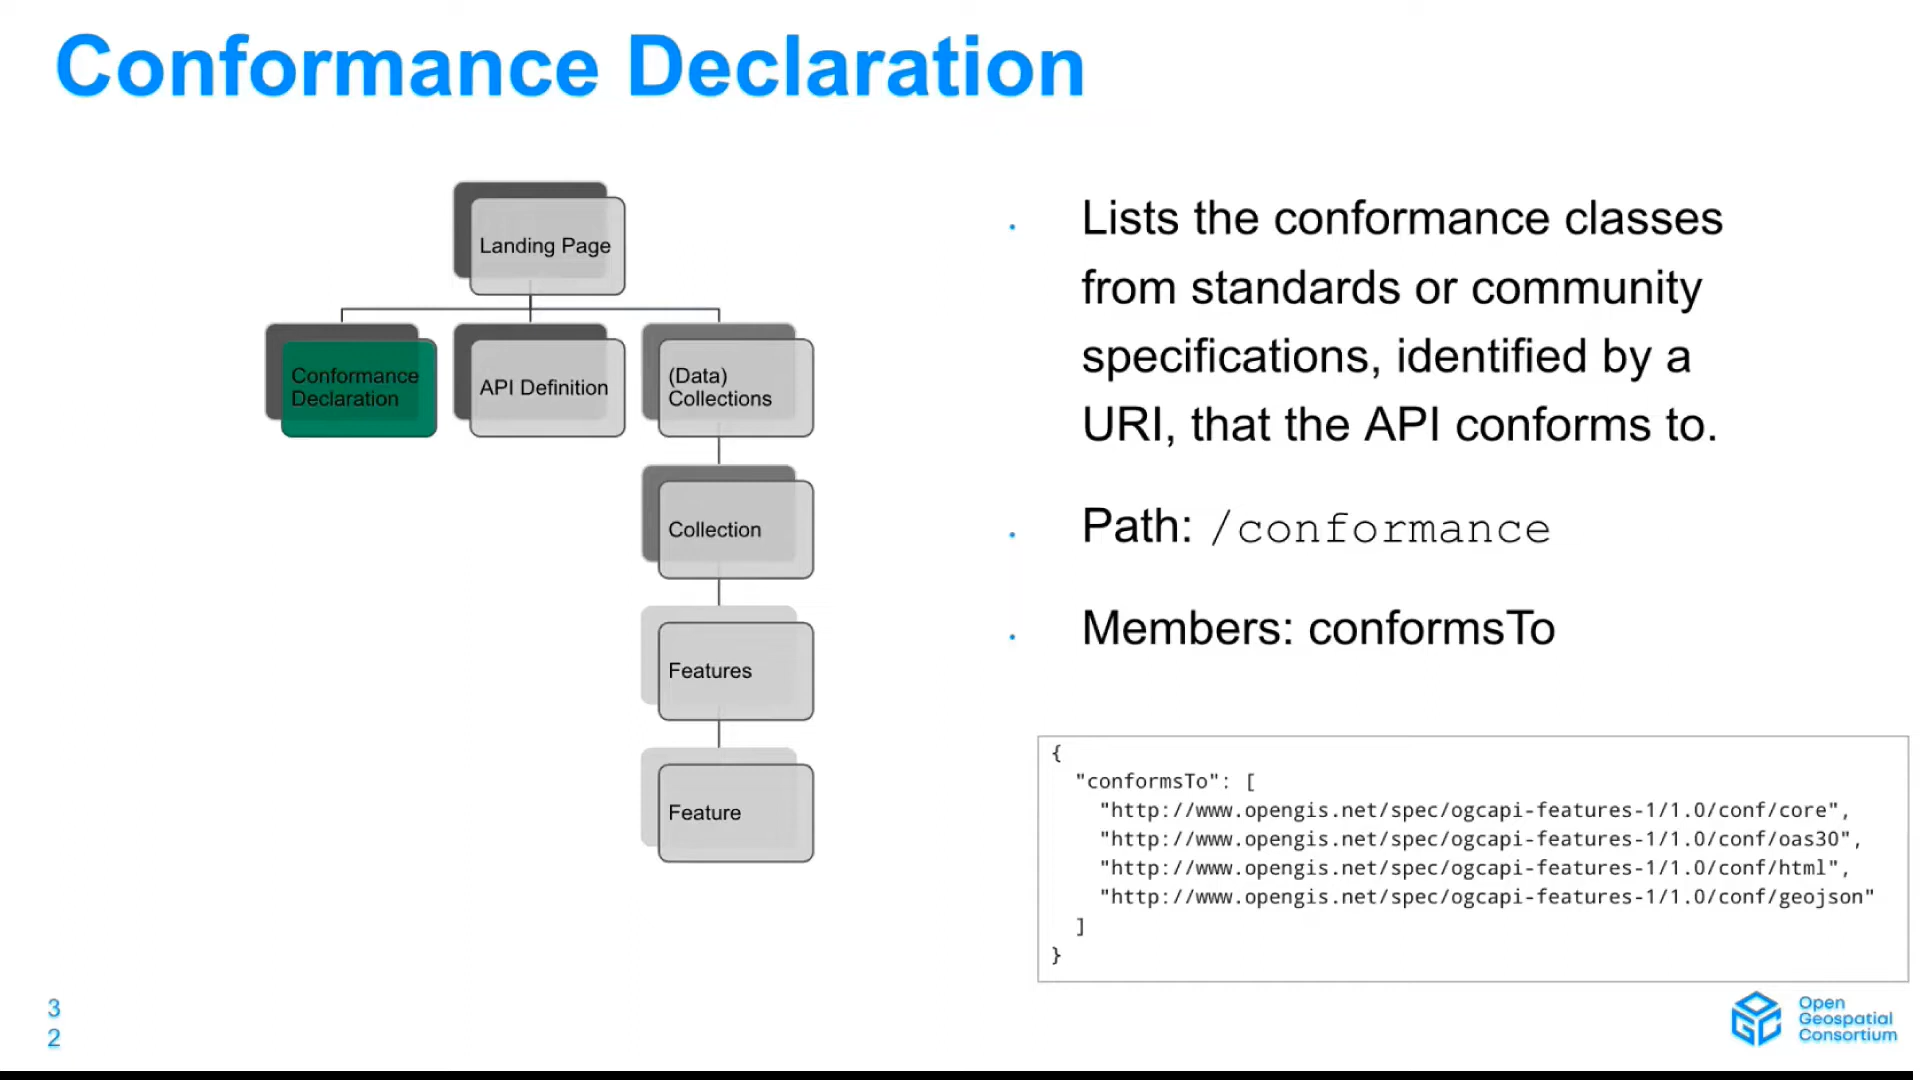 Conformance Declaration
Landing Page
Conformance
Declaration
API Definition
(Data)
Collections
Collection
Features
Feature
Lists the conformance classes
from standards or community
specifications, identified by a
URI, that the API conforms to.
Path: /conformance
Members: conformsTo
{
"conformsTo": [
"http://www.opengis.net/spec/ogcapi-features-1/1.0/conf/core",
"http://www.opengis.net/spec/ogcapi-features-1/1.0/conf/oas30",
"http://www.opengis.net/spec/ogcapi-features-1/1.0/conf/html",
"http://www.opengis.net/spec/ogcapi-features-1/1.0/conf/geojson"
]
}
3
2
OGC
Open
Geospatial
Consortium